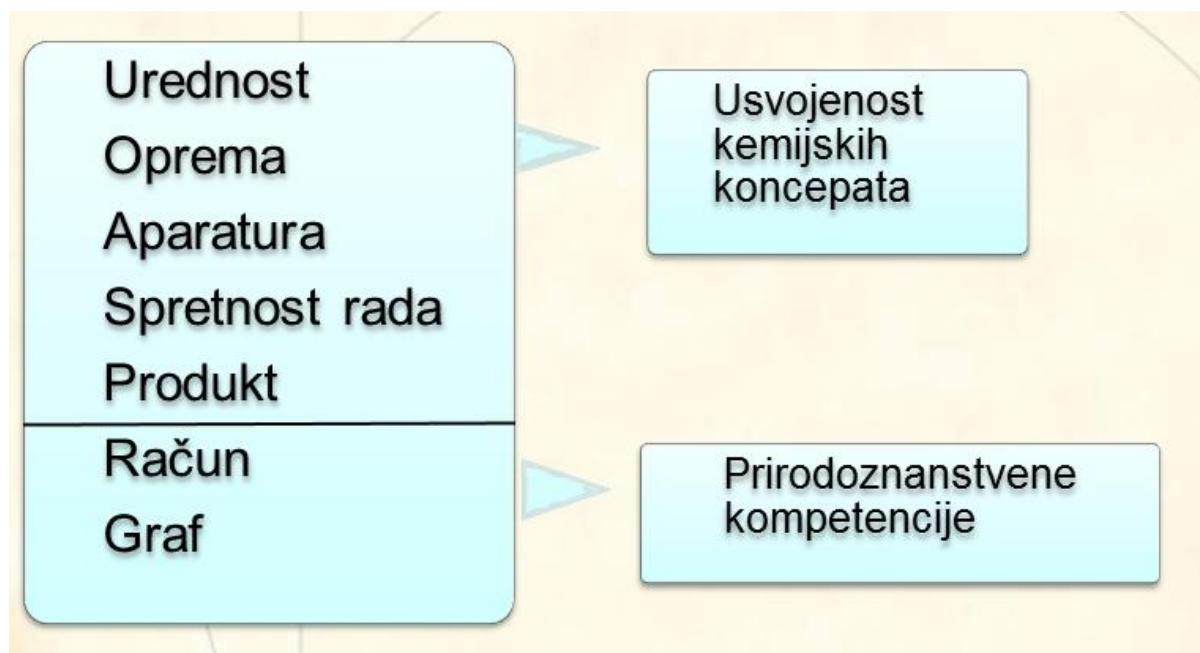 Urednost
Oprema
Aparatura
Spretnost rada
Produkt
Račun
Graf
Usvojenost
kemijskih
koncepata
Prirodoznanstvene
kompetencije